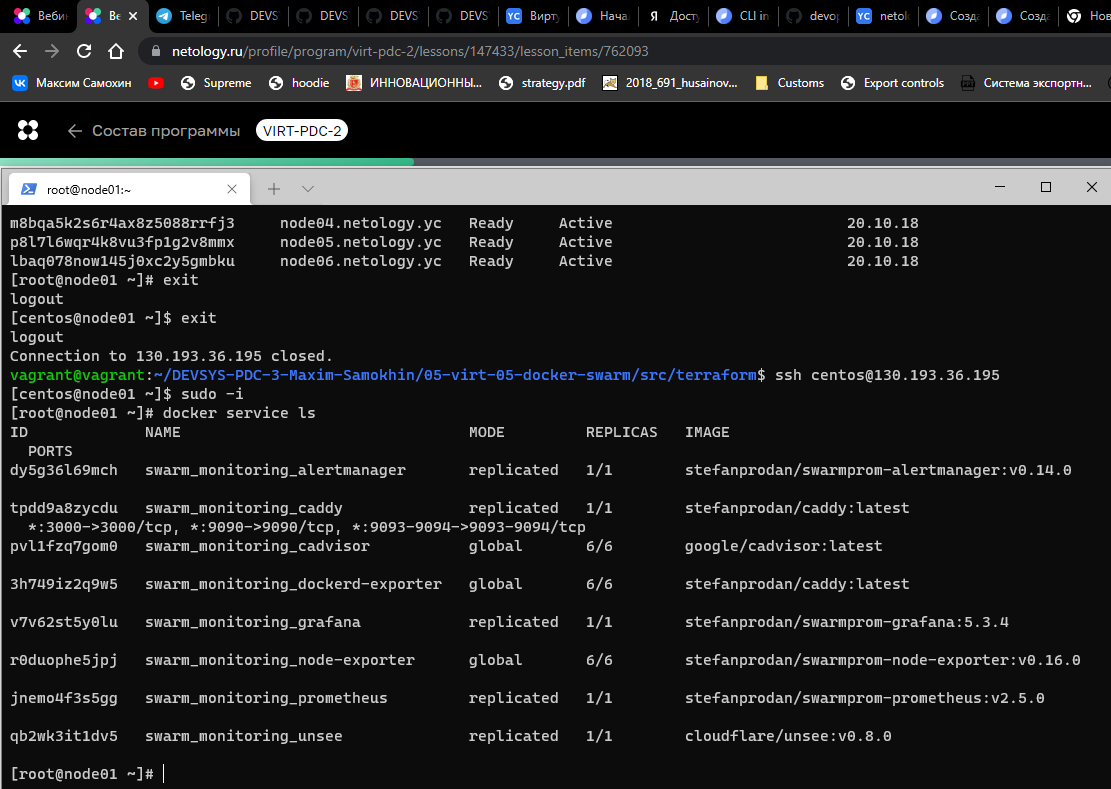 Вебин
Ве
Teleg
DEVS
DEVS
DEVS
DEVS
YC Вирту
Нача
Я Досту
CLI in
devop
YC netolo
Созда
Созда
Нов
netology.ru/profile/program/virt-pdc-2/lessons/147433/lesson_items/762093
Максим Самохин Supreme hoodie ИННОВАЦИОННЫ... strategy.pdf 2018_691_husainov... Customs Export controls Система экспортн...
Состав программы VIRT-PDC-2
root@node01:~
m8bqa5k2s6r4ax8z5088rrfj3 node04.netology.yc Ready Active 20.10.18
p8l7l6wqr4k8vu3fp1g2v8mmx node05.netology.yc Ready Active 20.10.18
lbaq078now145j0xc2y5gmbku node06.netology.yc Ready Active 20.10.18
[root@node01 ~]# exit
logout
[centos@node01 ~]$ exit
logout
Connection to 130.193.36.195 closed.
vagrant@vagrant:~/DEVSYS-PDC-3-Maxim-Samokhin/05-virt-05-docker-swarm/src/terraform$ ssh centos@130.193.36.195
[centos@node01 ~]$ sudo -i
[root@node01 ~]# docker service ls
ID NAME MODE REPLICAS IMAGE
PORTS
dy5g36l69mch swarm_monitoring_alertmanager replicated 1/1 stefanprodan/swarmprom-alertmanager:v0.14.0
tpdd9a8zycdu swarm_monitoring_caddy replicated 1/1 stefanprodan/caddy:latest
*:3000->3000/tcp, *:9090->9090/tcp, *:9093-9094->9093-9094/tcp
pvl1fzq7gom0 swarm_monitoring_cadvisor global 6/6 google/cadvisor:latest
3h749iz2q9w5 swarm_monitoring_dockerd-exporter global 6/6 stefanprodan/caddy:latest
v7v62st5y0lu swarm_monitoring_grafana replicated 1/1 stefanprodan/swarmprom-grafana:5.3.4
r0duophe5jpj swarm_monitoring_node-exporter global 6/6 stefanprodan/swarmprom-node-exporter:v0.16.0
jnemo4f3s5gg swarm_monitoring_prometheus replicated 1/1 stefanprodan/swarmprom-prometheus:v2.5.0
qb2wk3it1dv5 swarm_monitoring_unsee replicated 1/1 cloudflare/unsee:v0.8.0
[root@node01 ~]#